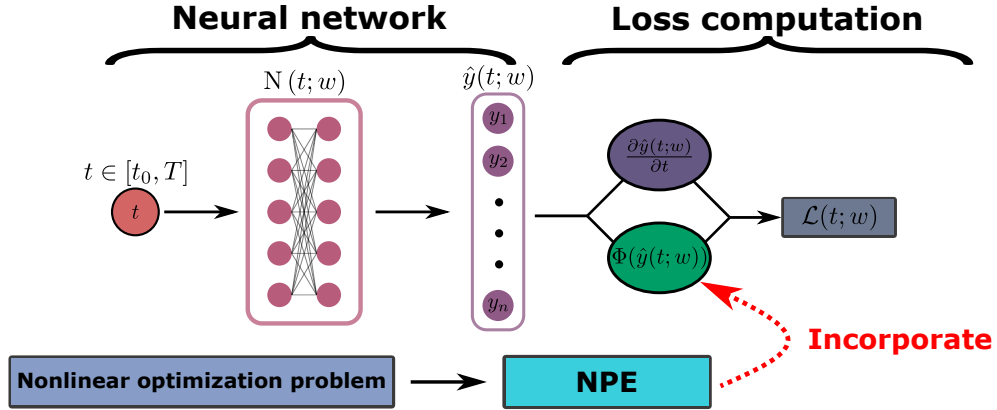 Neural network
Loss computation
N (t; w)
ŷ(t; w)
t ∈ [t₀, T]
t
y₁
y₂
yₙ
∂ŷ(t;w)
∂t
Φ(ŷ(t; w))
ℒ(t; w)
Incorporate
Nonlinear optimization problem
NPE